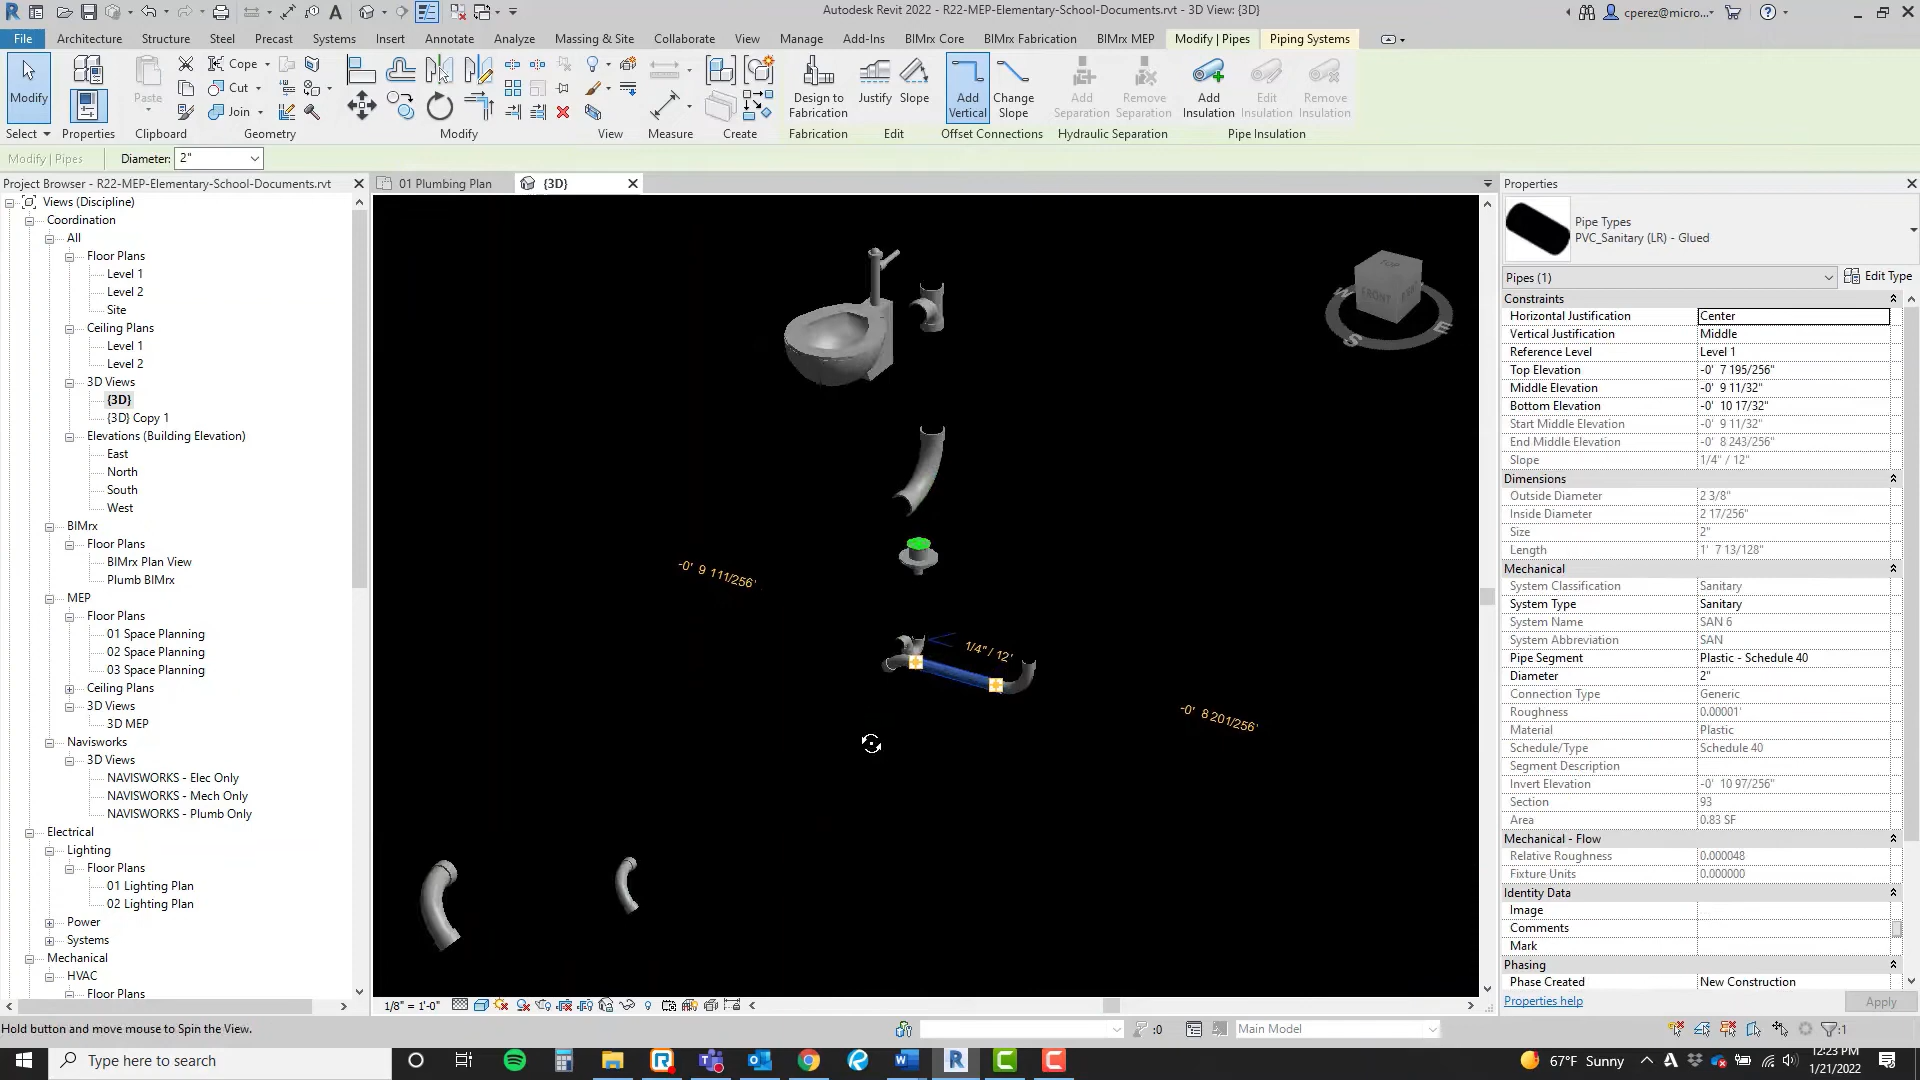 Autodesk Revit 2022 - R22-MEP-Elementary-School-Documents.rvt - 3D View: {3D}
cperez@micro...
File Architecture Structure Steel Precast Systems Insert Annotate Analyze Massing & Site Collaborate View Manage Add-Ins BIMrx Core BIMrx Fabrication BIMrx MEP Modify | Pipes Piping Systems
Modify
Paste
Cope
Cut
Join
Design to Fabrication
Justify
Slope
Add Vertical
Change Slope
Add Separation
Remove Separation
Add Insulation
Edit Insulation
Remove Insulation
Select Properties Clipboard Geometry Modify View Measure Create Fabrication Edit Offset Connections Hydraulic Separation Pipe Insulation
Modify | Pipes Diameter: 2"
Project Browser - R22-MEP-Elementary-School-Documents.rvt
Views (Discipline)
Coordination
All
Floor Plans
Level 1
Level 2
Site
Ceiling Plans
Level 1
Level 2
3D Views
{3D}
{3D} Copy 1
Elevations (Building Elevation)
East
North
South
West
BIMrx
Floor Plans
BIMrx Plan View
Plumb BIMrx
MEP
Floor Plans
01 Space Planning
02 Space Planning
03 Space Planning
Ceiling Plans
3D Views
3D MEP
Navisworks
3D Views
NAVISWORKS - Elec Only
NAVISWORKS - Mech Only
NAVISWORKS - Plumb Only
Electrical
Lighting
Floor Plans
01 Lighting Plan
02 Lighting Plan
Power
Systems
Mechanical
HVAC
Floor Plans
01 Plumbing Plan {3D}
TOP
FRONT
W
S
E
-0' 9 111/256"
1/4" / 12"
-0' 8 201/256"
1/8" = 1'-0"
Properties
Pipe Types
PVC_Sanitary (LR) - Glued
Pipes (1) Edit Type
Constraints
Horizontal Justification Center
Vertical Justification Middle
Reference Level Level 1
Top Elevation -0' 7 195/256"
Middle Elevation -0' 9 11/32"
Bottom Elevation -0' 10 17/32"
Start Middle Elevation -0' 9 11/32"
End Middle Elevation -0' 8 243/256"
Slope 1/4" / 12"
Dimensions
Outside Diameter 2 3/8"
Inside Diameter 2 17/256"
Size 2"
Length 1' 7 13/128"
Mechanical
System Classification Sanitary
System Type Sanitary
System Name SAN 6
System Abbreviation SAN
Pipe Segment Plastic - Schedule 40
Diameter 2"
Connection Type Generic
Roughness 0.00001'
Material Plastic
Schedule/Type Schedule 40
Segment Description
Invert Elevation -0' 10 97/256"
Section 93
Area 0.83 SF
Mechanical - Flow
Relative Roughness 0.000048
Fixture Units 0.000000
Identity Data
Image
Comments
Mark
Phasing
Phase Created New Construction
Properties help Apply
Hold button and move mouse to Spin the View. :0 Main Model :1
Type here to search
67°F Sunny
12:23 PM
1/21/2022